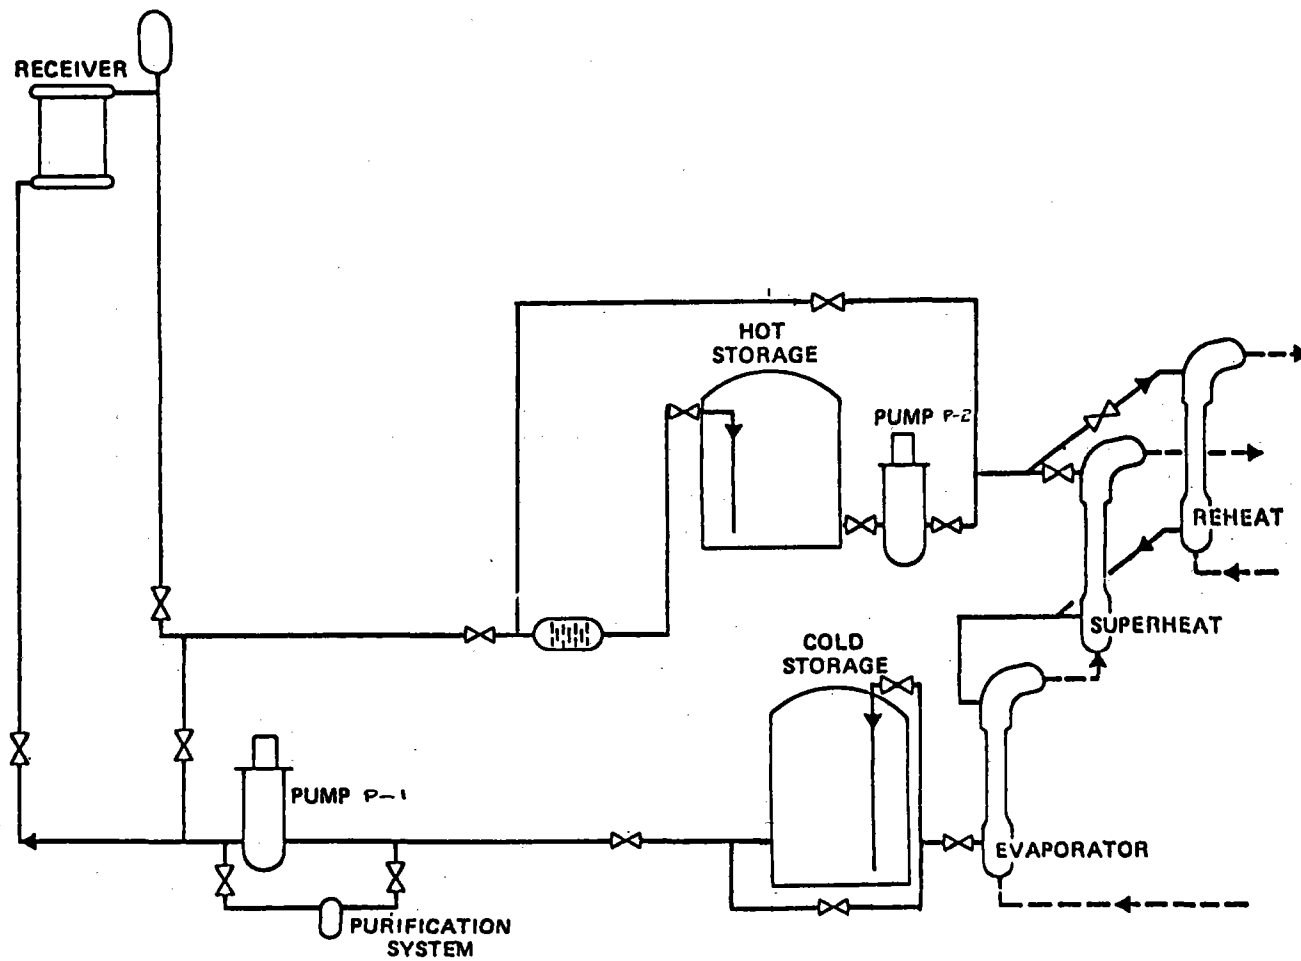 RECEIVER
HOT
STORAGE
PUMP P-2
REHEAT
SUPERHEAT
COLD
STORAGE
PUMP P-1
EVAPORATOR
PURIFICATION
SYSTEM